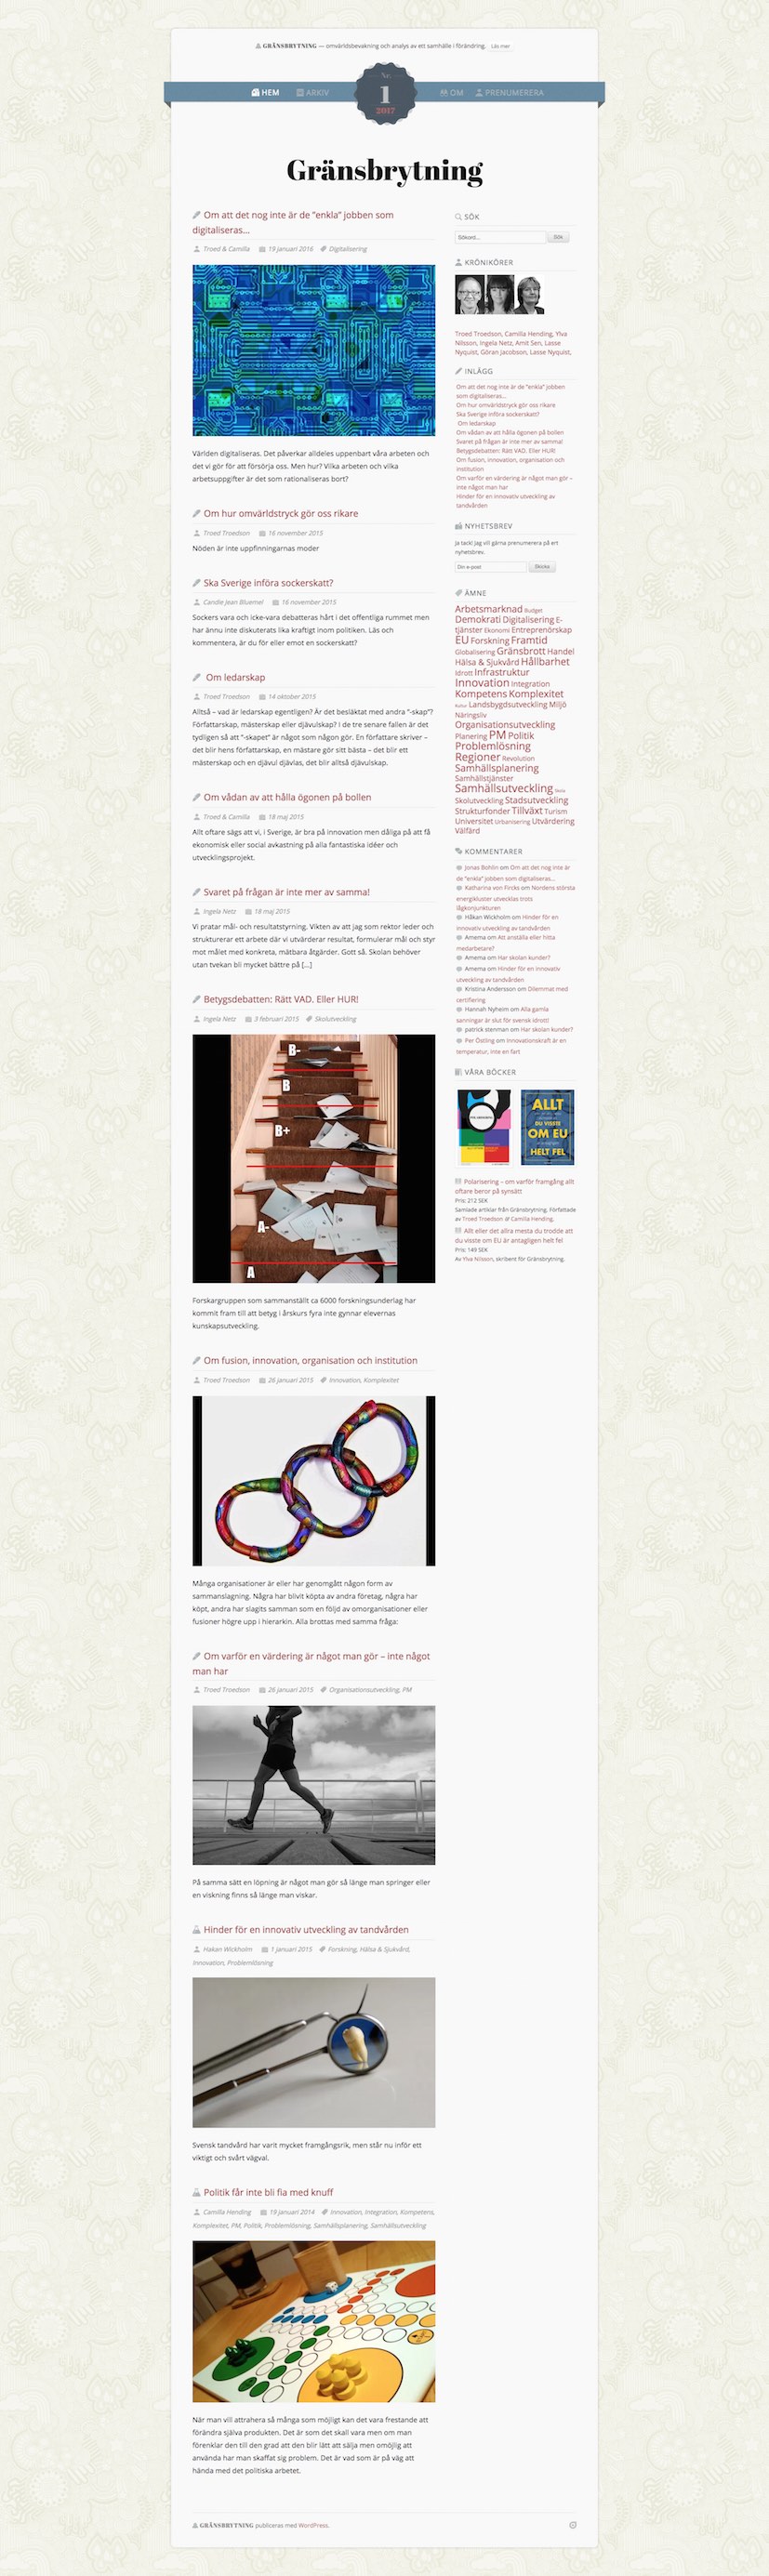 GRÄNSBRYTNING — omvärldsbevakning och analys av ett samhälle i förändring. Läs mer
HEM ARKIV
Nr.
1
2017
OM PRENUMERERA
Gränsbrytning
Om att det nog inte är de "enkla" jobben som
digitaliseras...
Troed & Camilla 19 januari 2016 Digitalisering
Världen digitaliseras. Det påverkar alldeles uppenbart våra arbeten och
det vi gör för att försörja oss. Men hur? Vilka arbeten och vilka
arbetsuppgifter är det som rationaliseras bort?
Om hur omvärldstryck gör oss rikare
Troed Troedson 16 november 2015
Nöden är inte uppfinningarnas moder
Ska Sverige införa sockerskatt?
Candie Jean Bluemel 16 november 2015
Sockers vara och icke-vara debatteras hårt i det offentliga rummet men
har ännu inte diskuterats lika kraftigt inom politiken. Läs och
kommentera, är du för eller emot en sockerskatt?
Om ledarskap
Troed Troedson 14 oktober 2015
Alltså – vad är ledarskap egentligen? Är det besläktat med andra "-skap"?
Författarskap, mästerskap eller djävulskap? I de tre senare fallen är det
tydligen så att "-skapet" är något som någon gör. En författare skriver –
det blir hens författarskap, en mästare gör sitt bästa – det blir ett
mästerskap och en djävul djävlas, det blir alltså djävulskap.
Om vådan av att hålla ögonen på bollen
Troed & Camilla 18 maj 2015
Allt oftare sägs att vi, i Sverige, är bra på innovation men dåliga på att få
ekonomisk eller social avkastning på alla fantastiska idéer och
utvecklingsprojekt.
Svaret på frågan är inte mer av samma!
Ingela Netz 18 maj 2015
Vi pratar mål- och resultatstyrning. Vikten av att jag som rektor leder och
strukturerar ett arbete där vi utvärderar resultat, formulerar mål och styr
mot målet med konkreta, mätbara åtgärder. Gott så. Skolan behöver
utan tvekan bli mycket bättre på [...]
Betygsdebatten: Rätt VAD. Eller HUR!
Ingela Netz 3 februari 2015 Skolutveckling
B-
B
B+
A-
A
Forskargruppen som sammanställt ca 6000 forskningsunderlag har
kommit fram till att betyg i årskurs fyra inte gynnar elevernas
kunskapsutveckling.
Om fusion, innovation, organisation och institution
Troed Troedson 26 januari 2015 Innovation, Komplexitet
Många organisationer är eller har genomgått någon form av
sammanslagning. Några har blivit köpta av andra företag, några har
köpt, andra har slagits samman som en följd av omorganisationer eller
fusioner högre upp i hierarkin. Alla brottas med samma fråga:
Om varför en värdering är något man gör – inte något
man har
Troed Troedson 26 januari 2015 Organisationsutveckling, PM
På samma sätt en löpning är något man gör så länge man springer eller
en viskning finns så länge man viskar.
Hinder för en innovativ utveckling av tandvården
Hakan Wickholm 1 januari 2015 Forskning, Hälsa & Sjukvård,
Innovation, Problemlösning
Svensk tandvård har varit mycket framgångsrik, men står nu inför ett
viktigt och svårt vägval.
Politik får inte bli fia med knuff
Camilla Hending 19 januari 2014 Innovation, Integration, Kompetens,
Komplexitet, PM, Politik, Problemlösning, Samhällsplanering, Samhällsutveckling
När man vill attrahera så många som möjligt kan det vara frestande att
förändra själva produkten. Det är som det skall vara men om man
förenklar den till den grad att den blir lätt att sälja men omöjlig att
använda har man skaffat sig problem. Det är vad som är på väg att
hända med det politiska arbetet.
SÖK
Sökord... Sök
KRÖNIKÖRER
Troed Troedson, Camilla Hending, Ylva
Nilsson, Ingela Netz, Amit Sen, Lasse
Nyquist, Göran Jacobson, Lasse Nyquist,
INLÄGG
Om att det nog inte är de "enkla" jobben
som digitaliseras...
Om hur omvärldstryck gör oss rikare
Ska Sverige införa sockerskatt?
Om ledarskap
Om vådan av att hålla ögonen på bollen
Svaret på frågan är inte mer av samma!
Betygsdebatten: Rätt VAD. Eller HUR!
Om fusion, innovation, organisation och
institution
Om varför en värdering är något man gör –
inte något man har
Hinder för en innovativ utveckling av
tandvården
NYHETSBREV
Ja tack! Jag vill gärna prenumerera på ert
nyhetsbrev.
Din e-post Skicka
ÄMNE
Arbetsmarknad Budget
Demokrati Digitalisering E-
tjänster Ekonomi Entreprenörskap
EU Forskning Framtid
Globalisering Gränsbrott Handel
Hälsa & Sjukvård Hållbarhet
Idrott Infrastruktur
Innovation Integration
Kompetens Komplexitet
Kultur Landsbygdsutveckling Miljö
Näringsliv
Organisationsutveckling
Planering PM Politik
Problemlösning
Regioner Revolution
Samhällsplanering
Samhällstjänster
Samhällsutveckling Skola
Skolutveckling Stadsutveckling
Strukturfonder Tillväxt Turism
Universitet Urbanisering Utvärdering
Välfärd
KOMMENTARER
Jonas Bohlin om Om att det nog inte är
de "enkla" jobben som digitaliseras...
Katharina von Fircks om Nordens största
energikluster utvecklas trots
lågkonjunkturen
Håkan Wickholm om Hinder för en
innovativ utveckling av tandvården
Amema om Att anställa eller hitta
medarbetare?
Amema om Har skolan kunder?
Amema om Hinder för en innovativ
utveckling av tandvården
Kristina Andersson om Dilemmat med
certifiering
Hannah Nyheim om Alla gamla
sanningar är slut för svensk idrott!
patrick stenman om Har skolan kunder?
Per Östling om Innovationskraft är en
temperatur, inte en fart
VÅRA BÖCKER
ALLT
DU VISSTE
OM EU
HELT FEL
Polarisering – om varför framgång allt
oftare beror på synsätt
Pris: 212 SEK
Samlade artiklar från Gränsbrytning. Författade
av Troed Troedson & Camilla Hending.
Allt eller det allra mesta du trodde att
du visste om EU är antagligen helt fel
Pris: 149 SEK
Av Ylva Nilsson, skribent för Gränsbrytning.
GRÄNSBRYTNING publiceras med WordPress.